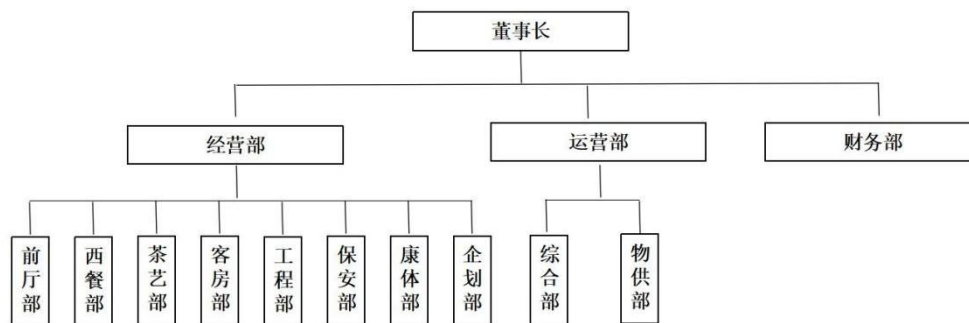 董事长
经营部
运营部
财务部
前厅部
西餐部
茶艺部
客房部
工程部
保安部
康体部
企划部
综合部
物供部